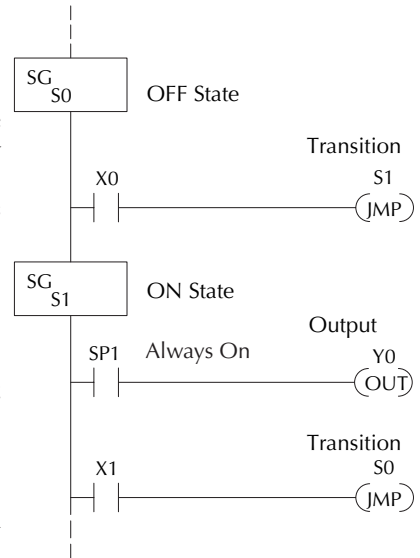 SG
S0
OFF State
Transition
X0
S1
JMP
SG
S1
ON State
Output
SP1
Always On
Y0
OUT
Transition
X1
S0
JMP